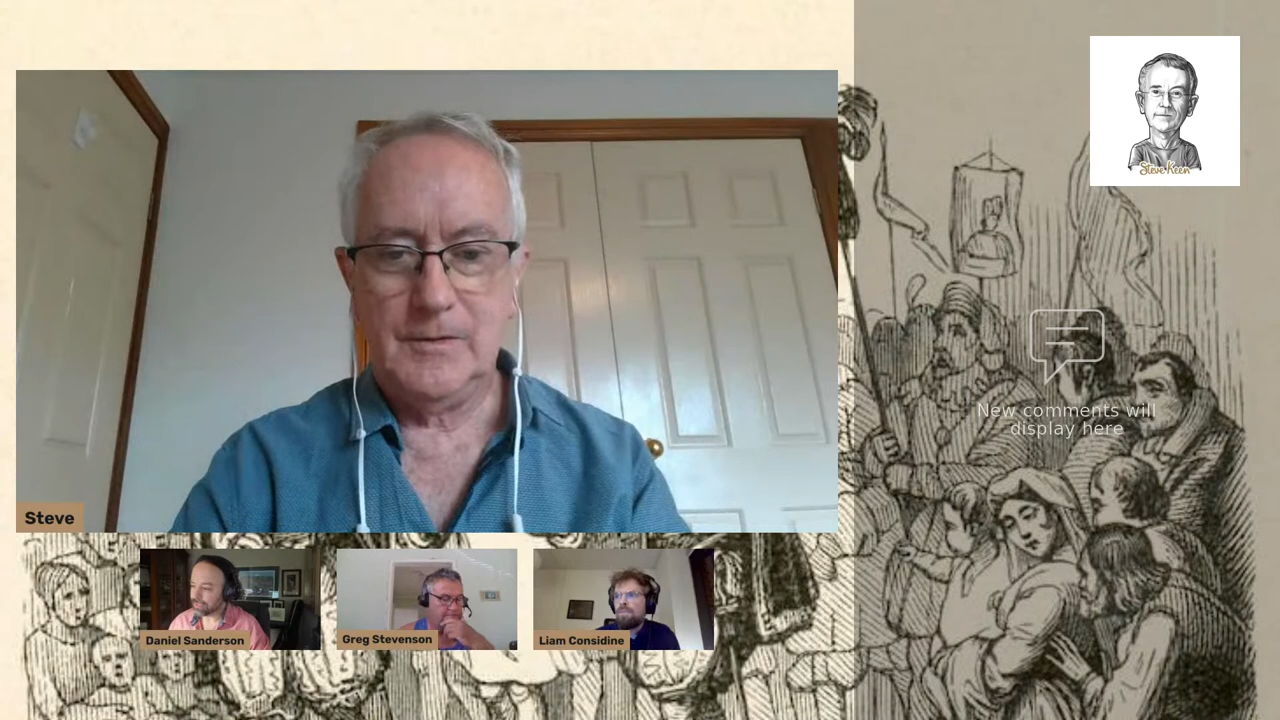 Steve Keen
New comments will
display here
Steve
Daniel Sanderson
Greg Stevenson
Liam Considine